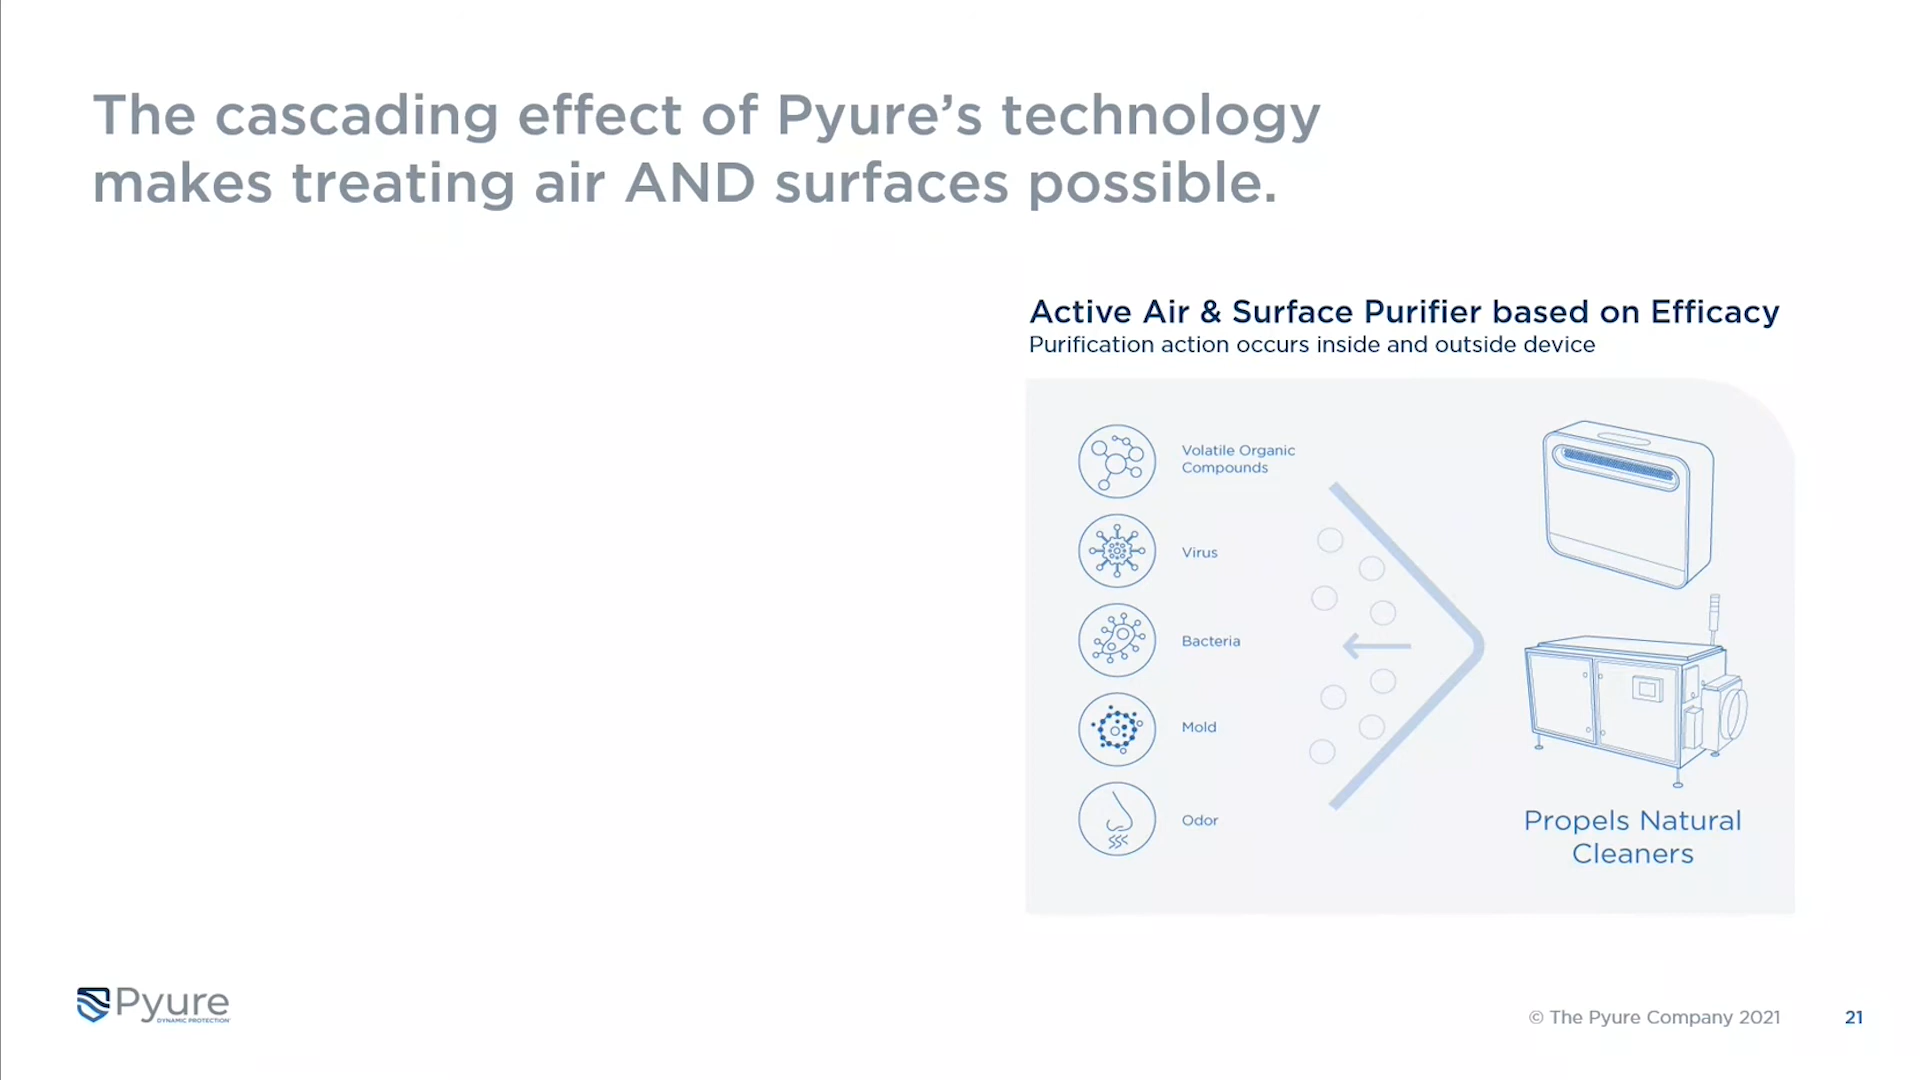 The cascading effect of Pyure’s technology
makes treating air AND surfaces possible.
Active Air & Surface Purifier based on Efficacy
Purification action occurs inside and outside device
Volatile Organic
Compounds
Virus
Bacteria
Mold
Odor
Propels Natural
Cleaners
Pyure
DYNAMIC PROTECTION
© The Pyure Company 2021
21